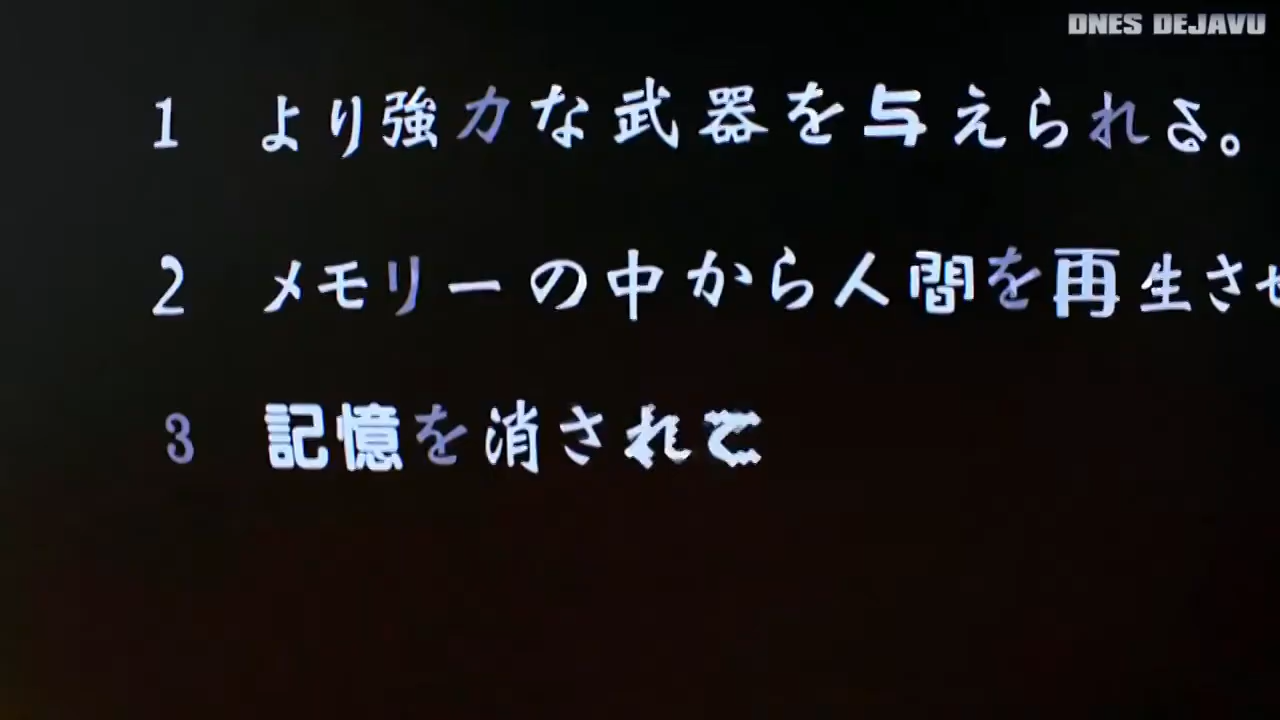 DNES DEJAVU
1 より強力な武器を与えられる。
2 メモリーの中から人間を再生させ
3 記憶を消されて